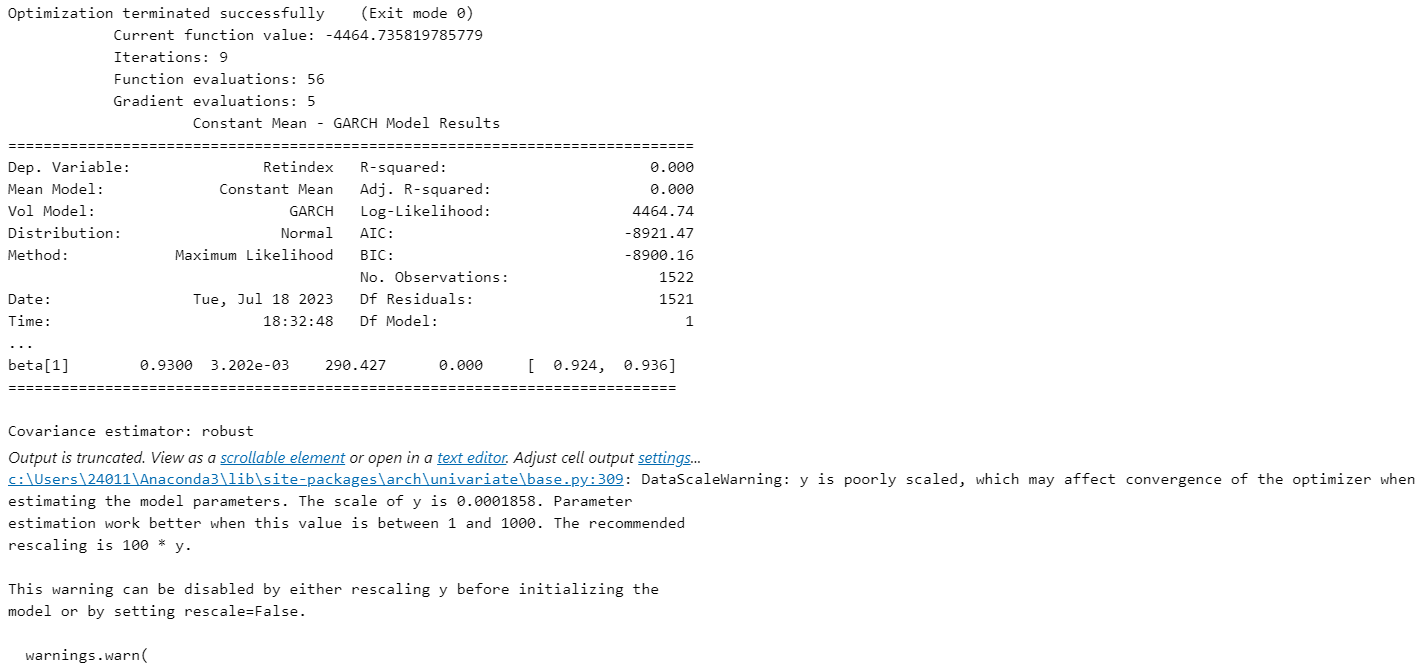 Optimization terminated successfully    (Exit mode 0)
            Current function value: -4464.735819785779
            Iterations: 9
            Function evaluations: 56
            Gradient evaluations: 5
                     Constant Mean - GARCH Model Results
==============================================================================
Dep. Variable:               Retindex   R-squared:                       0.000
Mean Model:             Constant Mean   Adj. R-squared:                  0.000
Vol Model:                      GARCH   Log-Likelihood:                4464.74
Distribution:                  Normal   AIC:                          -8921.47
Method:            Maximum Likelihood   BIC:                          -8900.16
                                        No. Observations:                 1522
Date:                Tue, Jul 18 2023   Df Residuals:                     1521
Time:                        18:32:48   Df Model:                            1
...
beta[1]        0.9300  3.202e-03    290.427      0.000     [  0.924,  0.936]
============================================================================

Covariance estimator: robust
Output is truncated. View as a scrollable element or open in a text editor. Adjust cell output settings...
c:\Users\24011\Anaconda3\lib\site-packages\arch\univariate\base.py:309: DataScaleWarning: y is poorly scaled, which may affect convergence of the optimizer when
estimating the model parameters. The scale of y is 0.0001858. Parameter
estimation work better when this value is between 1 and 1000. The recommended
rescaling is 100 * y.

This warning can be disabled by either rescaling y before initializing the
model or by setting rescale=False.

  warnings.warn(